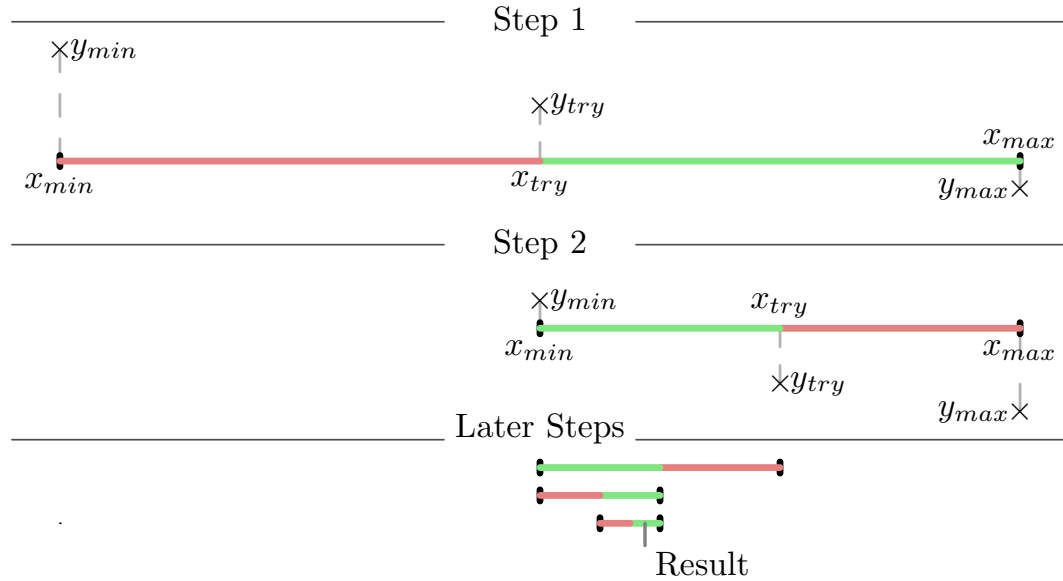 Step 1
y_min
y_try
x_max
x_min
x_try
y_max
Step 2
y_min
x_try
x_min
x_max
y_try
y_max
Later Steps
Result